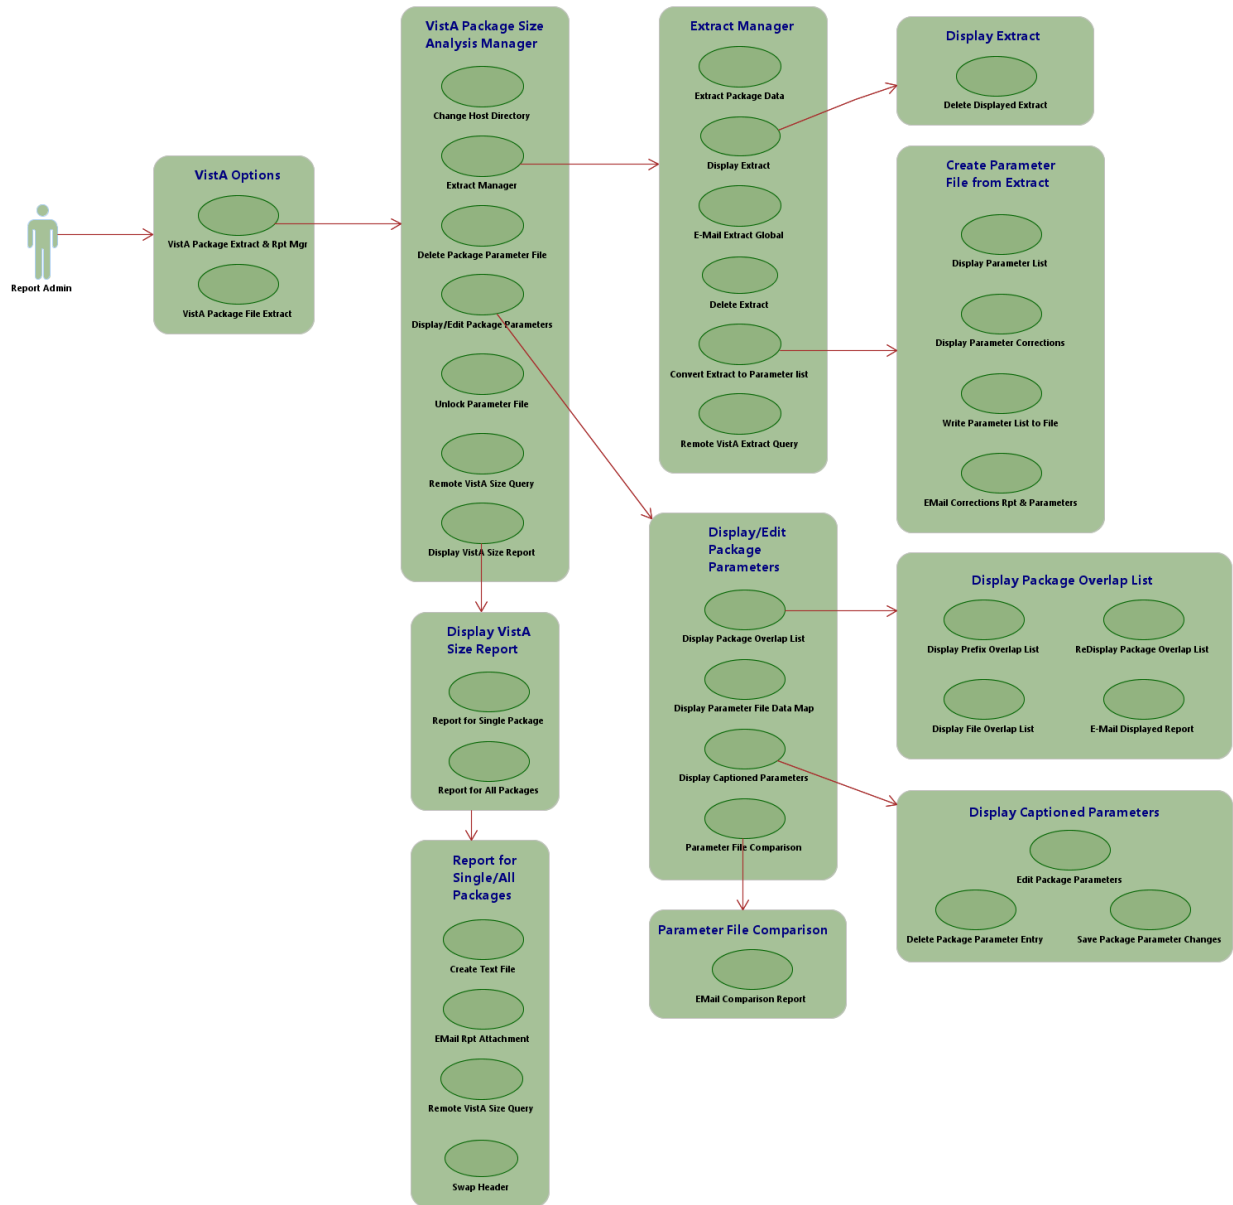 Report Admin
VistA Options
VistA Package Extract & Rpt Mgr
VistA Package File Extract
VistA Package Size
Analysis Manager
Change Host Directory
Extract Manager
Delete Package Parameter File
Display/Edit Package Parameters
Unlock Parameter File
Remote VistA Size Query
Display VistA Size Report
Display VistA
Size Report
Report for Single Package
Report for All Packages
Report for
Single/All
Packages
Create Text File
EMail Rpt Attachment
Remote VistA Size Query
Swap Header
Extract Manager
Extract Package Data
Display Extract
E-Mail Extract Global
Delete Extract
Convert Extract to Parameter list
Remote VistA Extract Query
Display/Edit
Package
Parameters
Display Package Overlap List
Display Parameter File Data Map
Display Captioned Parameters
Parameter File Comparison
Parameter File Comparison
EMail Comparison Report
Display Extract
Delete Displayed Extract
Create Parameter
File from Extract
Display Parameter List
Display Parameter Corrections
Write Parameter List to File
EMail Corrections Rpt & Parameters
Display Package Overlap List
Display Prefix Overlap List
ReDisplay Package Overlap List
Display File Overlap List
E-Mail Displayed Report
Display Captioned Parameters
Edit Package Parameters
Delete Package Parameter Entry
Save Package Parameter Changes